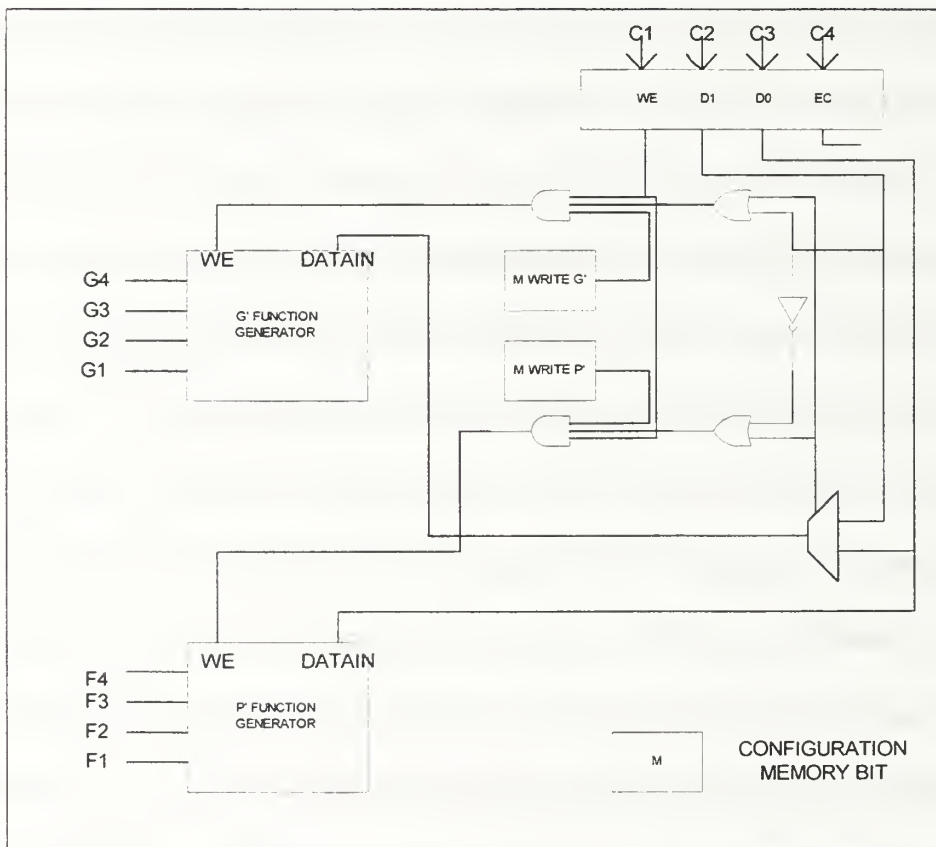 C1 C2 C3 C4
WE D1 D0 EC
WE DATAIN
G4
G3
G2
G1
G' FUNCTION
GENERATOR
M WRITE G'
M WRITE P'
WE DATAIN
F4
F3
F2
F1
P' FUNCTION
GENERATOR
M
CONFIGURATION
MEMORY BIT